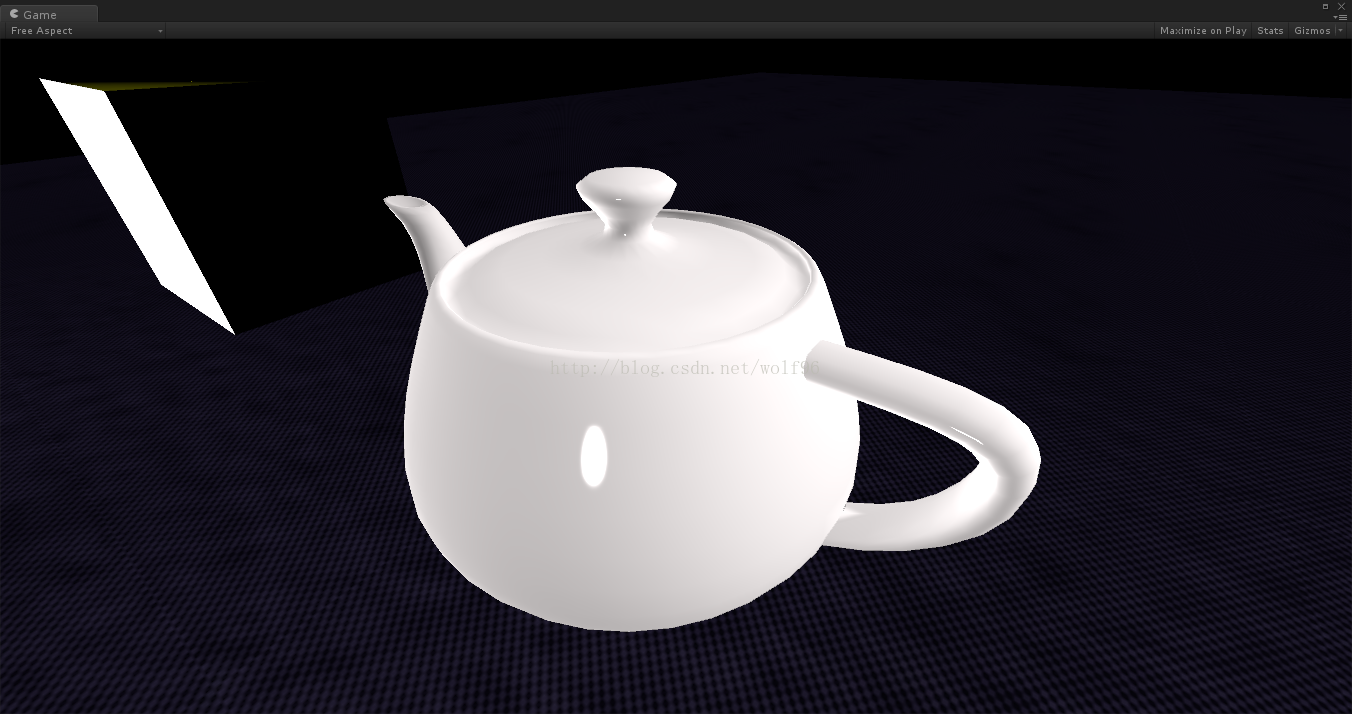 Game
Free Aspect
Maximize on Play Stats Gizmos
http://blog.csdn.net/wolf96